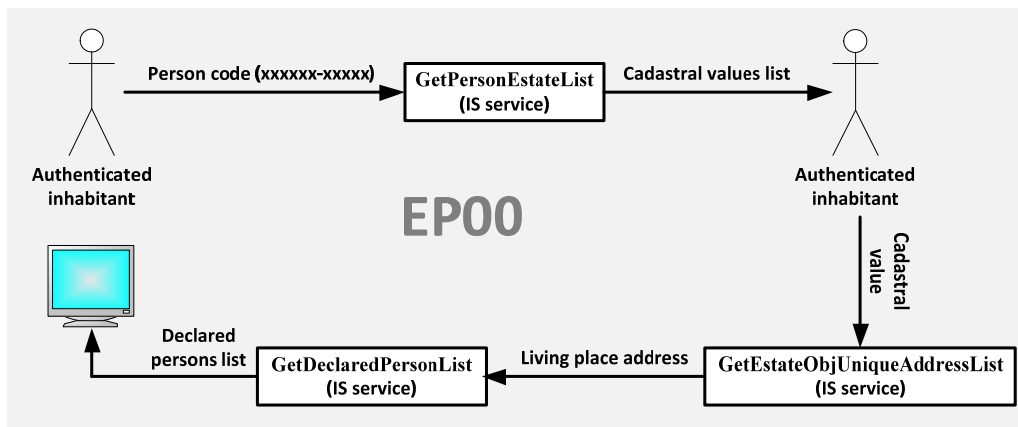 Person code (xxxxxx-xxxxx)
GetPersonEstateList
(IS service)
Cadastral values list
Authenticated
inhabitant
Authenticated
inhabitant
EP00
Cadastral
value
Declared
persons list
GetDeclaredPersonList
(IS service)
Living place address
GetEstateObjUniqueAddressList
(IS service)